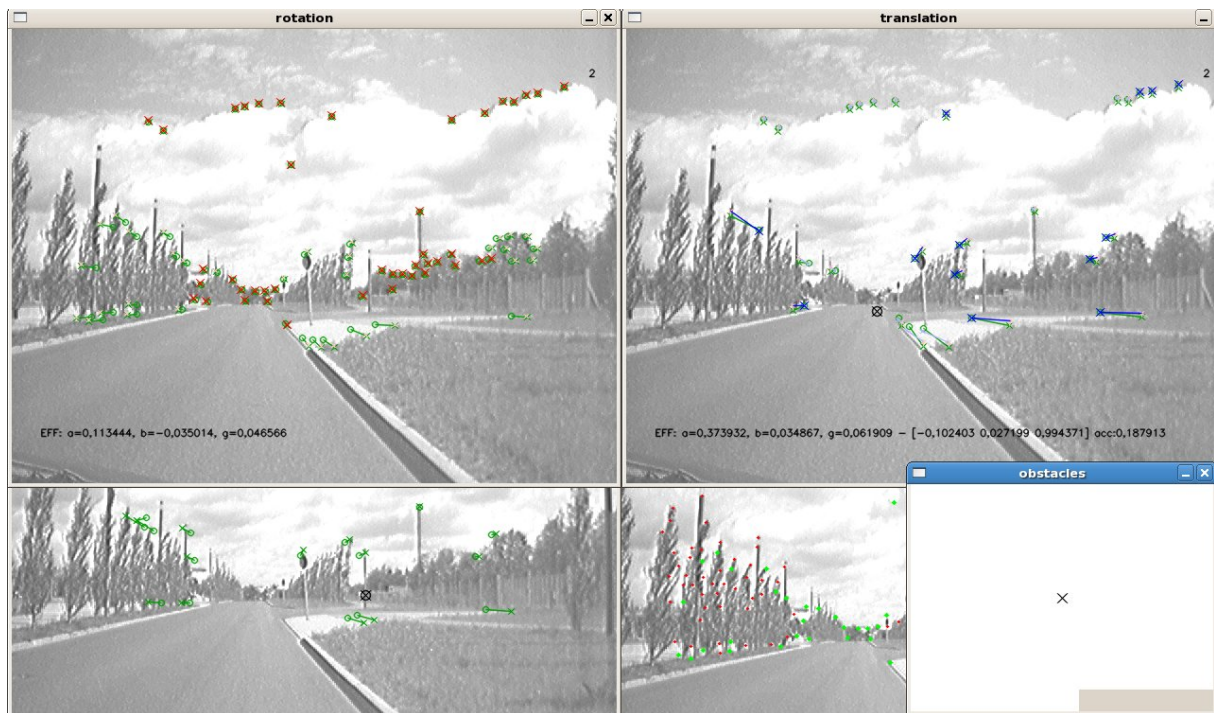 rotation
translation
2
2
EFF: a=0,113444, b=-0,035014, g=0,046566
EFF: a=0,373932, b=0,034867, g=0,061909 - [-0,102403 0,027199 0,994371] acc:0,187913
obstacles